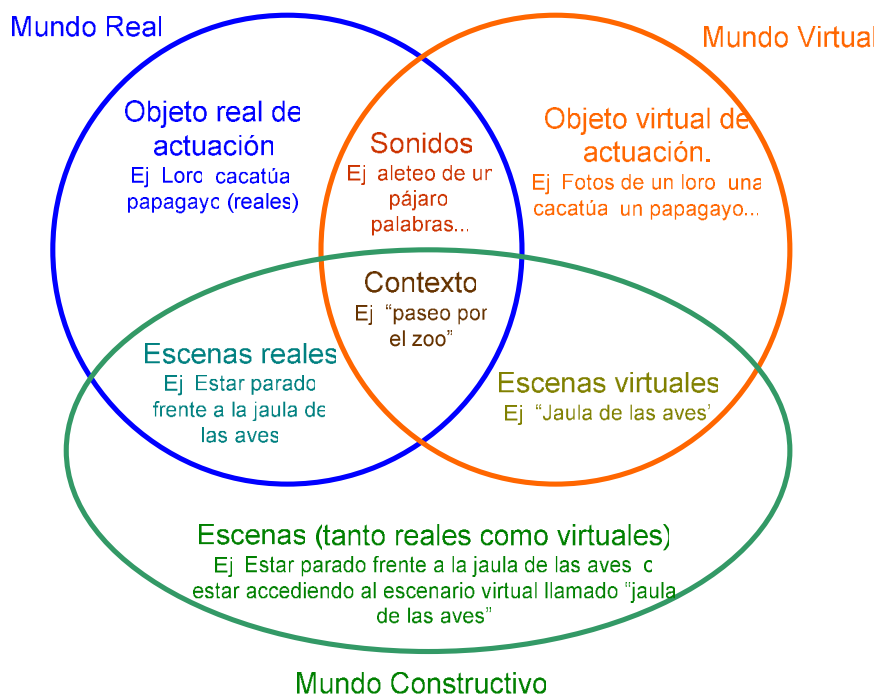 Mundo Real
Mundo Virtual
Objeto real de
actuación
Ej Loro cacatúa
papagayo (reales)
Sonidos
Ej aleteo de un
pájaro
palabras...
Objeto virtual de
actuación.
Ej Fotos de un loro una
cacatúa un papagayo...
Contexto
Ej “paseo por
el zoo”
Escenas reales
Ej Estar parado
frente a la jaula de
las aves
Escenas virtuales
Ej “Jaula de las aves’
Escenas (tanto reales como virtuales)
Ej Estar parado frente a la jaula de las aves o
estar accediendo al escenario virtual llamado “jaula
de las aves”
Mundo Constructivo